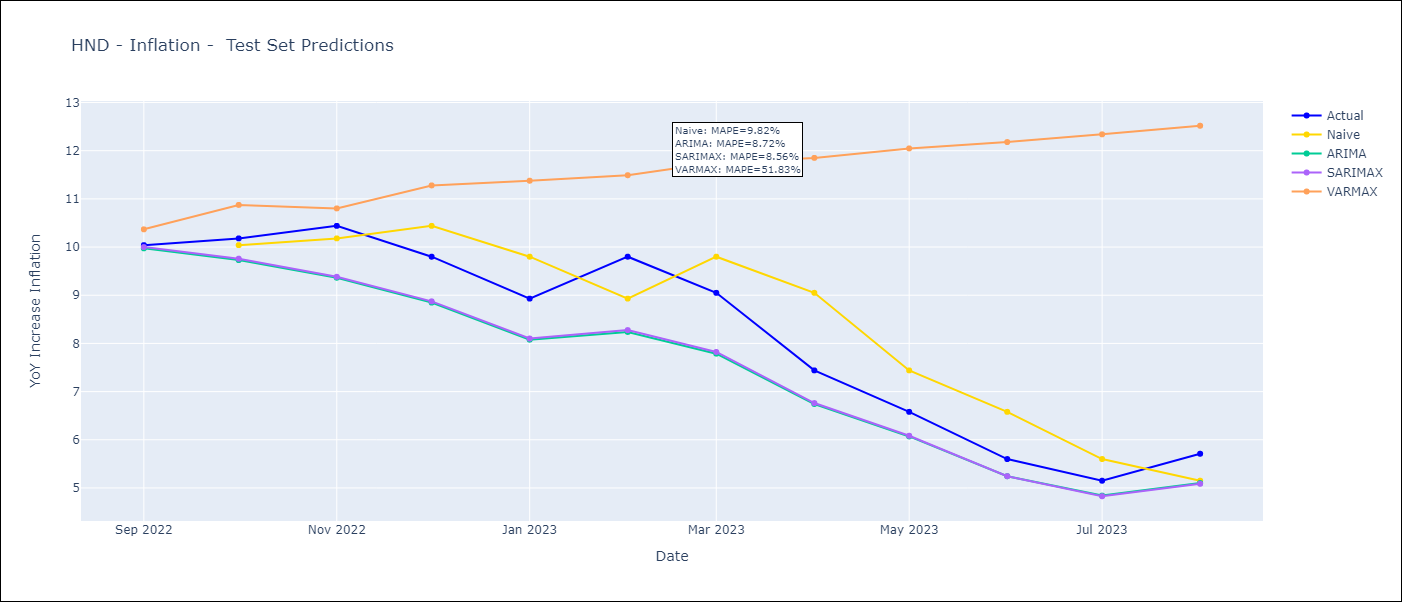 HND - Inflation -  Test Set Predictions
13
12
11
10
9
8
7
6
5
YoY Increase Inflation
Naive: MAPE=9.82%
ARIMA: MAPE=8.72%
SARIMAX: MAPE=8.56%
VARMAX: MAPE=51.83%
Actual
Naive
ARIMA
SARIMAX
VARMAX
Sep 2022 Nov 2022 Jan 2023 Mar 2023 May 2023 Jul 2023
Date